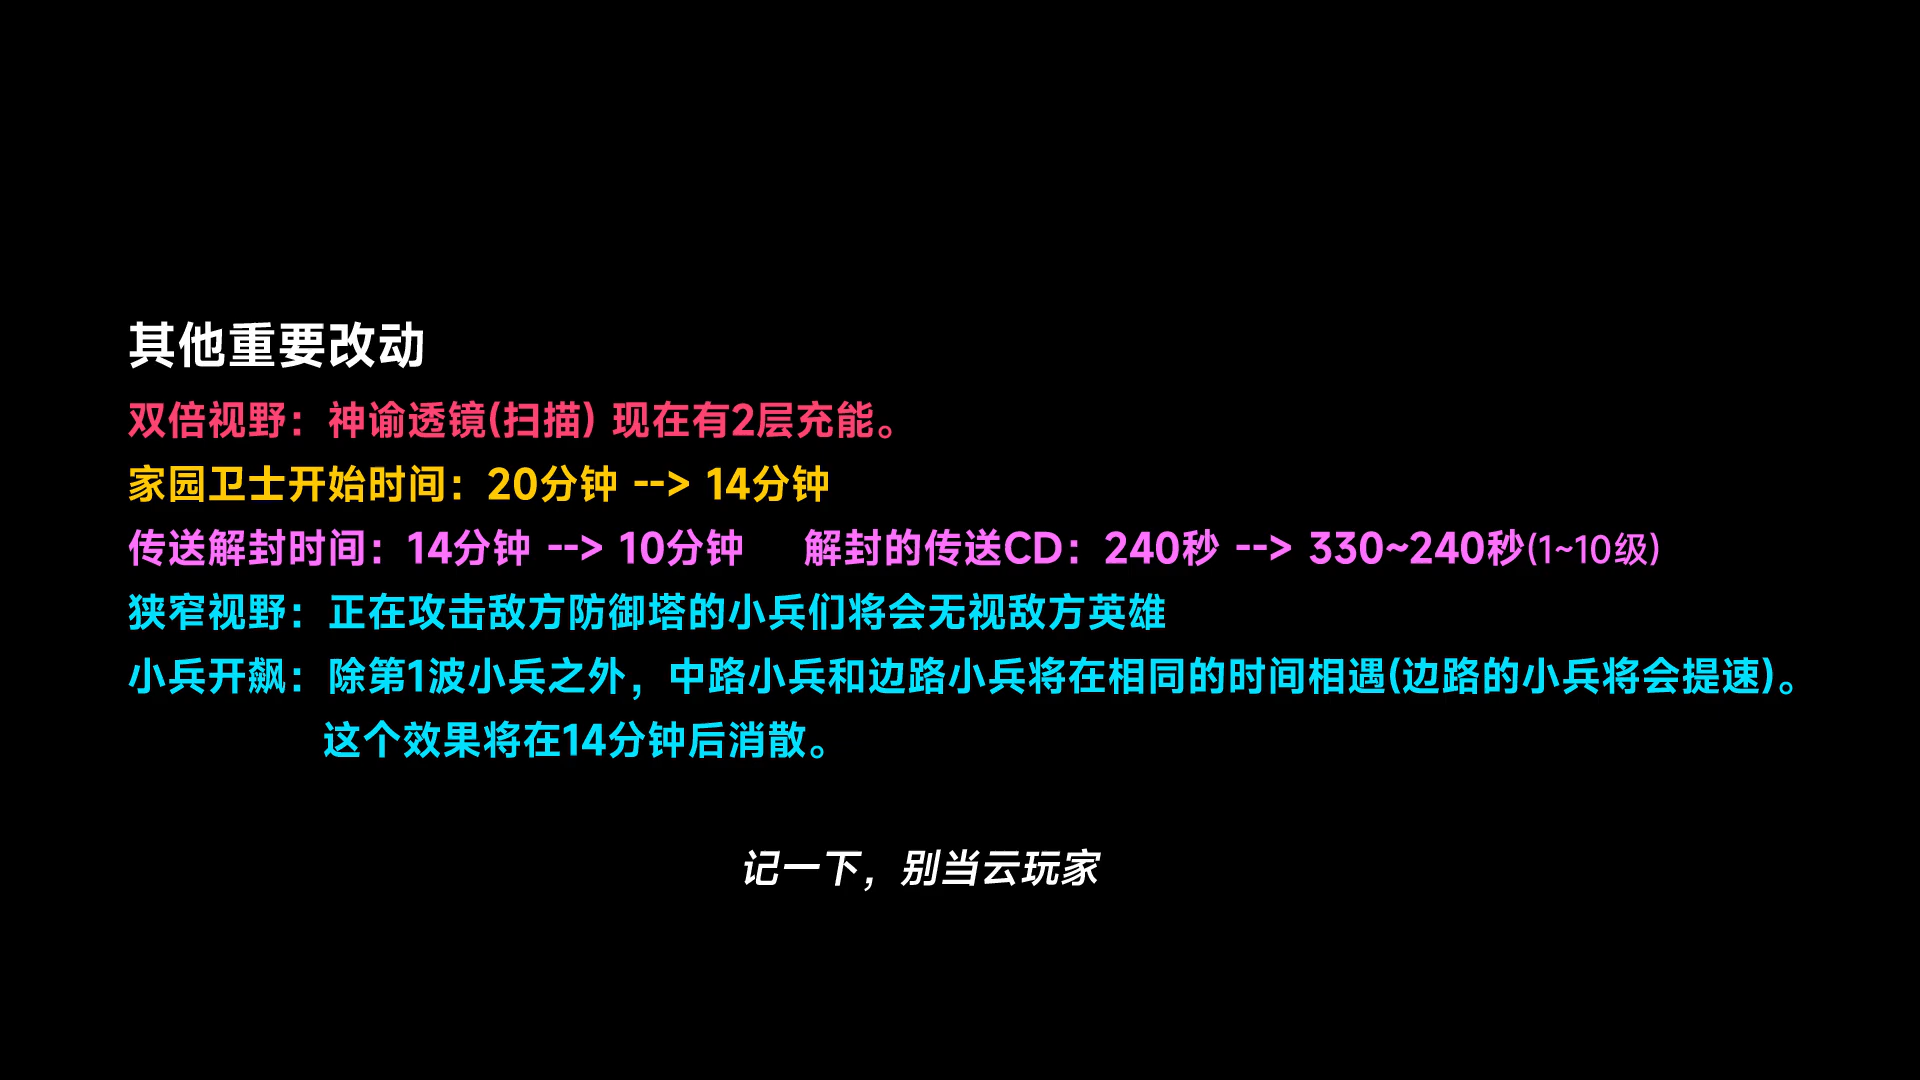 其他重要改动
双倍视野：神谕透镜(扫描) 现在有2层充能。
家园卫士开始时间：20分钟 --> 14分钟
传送解封时间：14分钟 --> 10分钟 解封的传送CD：240秒 --> 330~240秒(1~10级)
狭窄视野：正在攻击敌方防御塔的小兵们将会无视敌方英雄
小兵开飙：除第1波小兵之外，中路小兵和边路小兵将在相同的时间相遇(边路的小兵将会提速)。
这个效果将在14分钟后消散。
记一下，别当云玩家